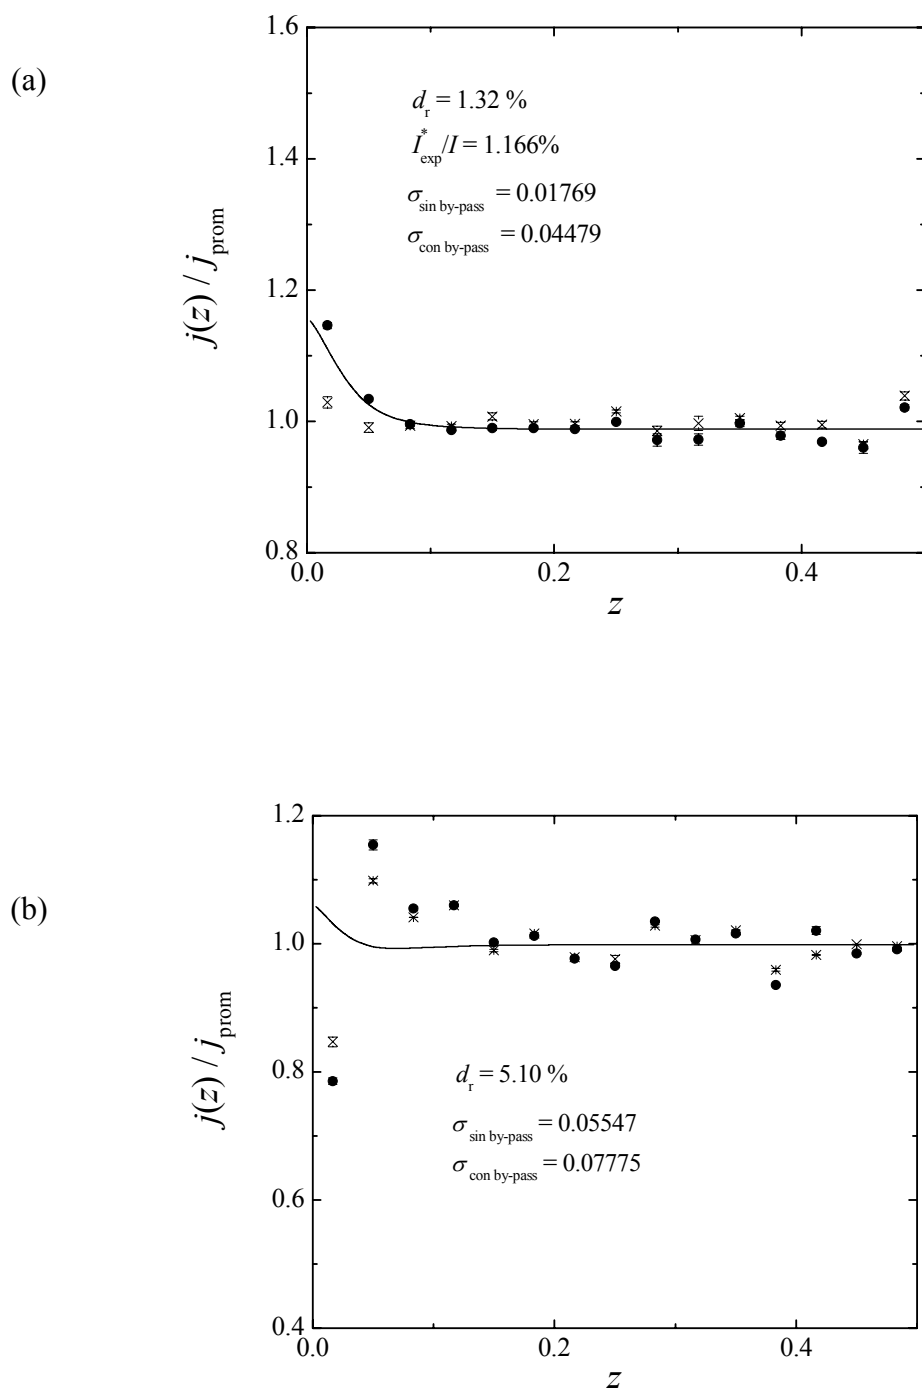 (a)
1.6
1.4
1.2
1.0
0.8
j(z) / j_prom
d_r = 1.32 %
I*_exp/I = 1.166%
σ_sin by-pass = 0.01769
σ_con by-pass = 0.04479
0.0 0.2 0.4
z
(b)
1.2
1.0
0.8
0.6
0.4
j(z) / j_prom
d_r = 5.10 %
σ_sin by-pass = 0.05547
σ_con by-pass = 0.07775
0.0 0.2 0.4
z